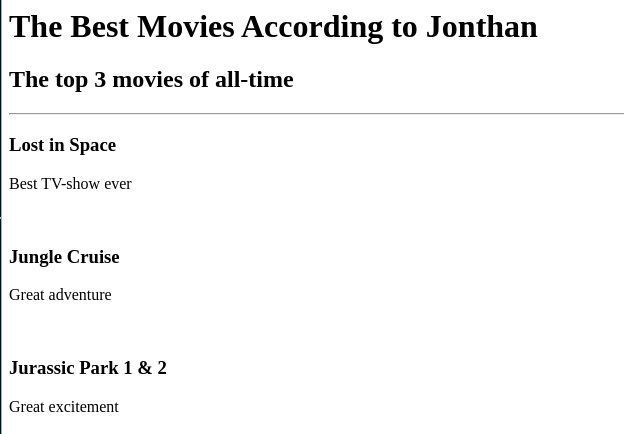 The Best Movies According to Jonthan
The top 3 movies of all-time
Lost in Space
Best TV-show ever
Jungle Cruise
Great adventure
Jurassic Park 1 & 2
Great excitement